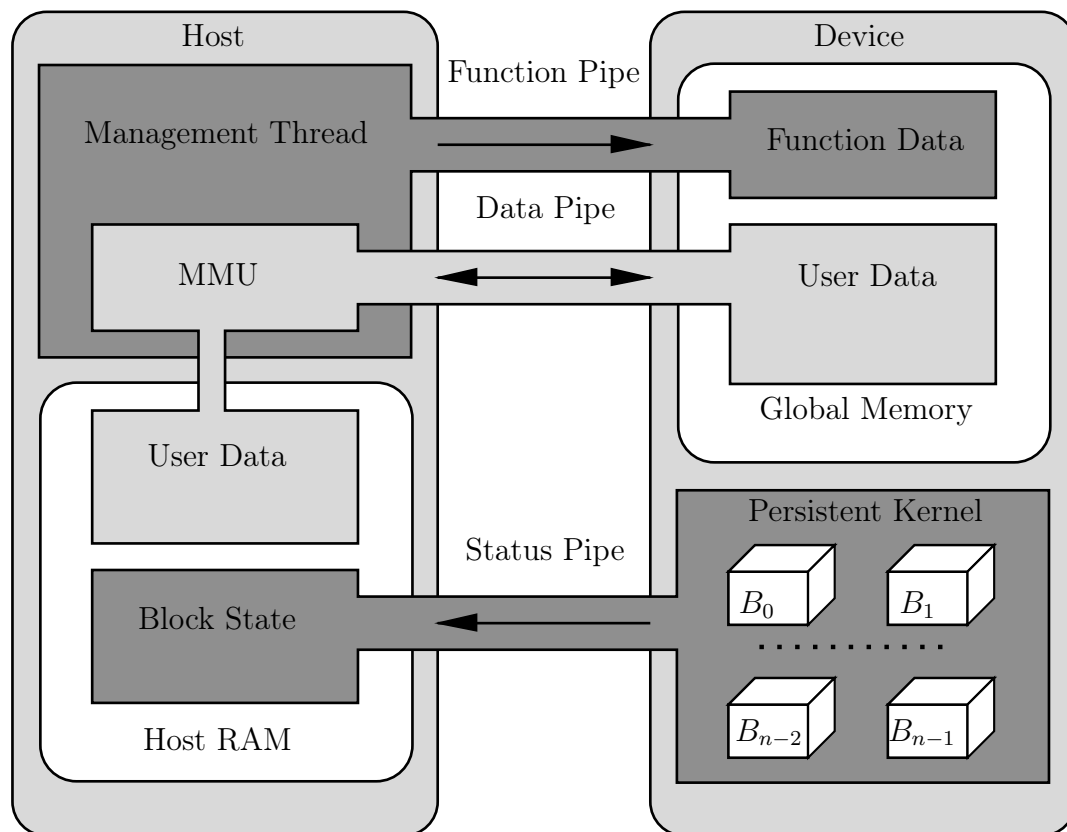 Host
Device
Function Pipe
Management Thread
Function Data
Data Pipe
MMU
User Data
Global Memory
User Data
Persistent Kernel
Status Pipe
B₀
B₁
Block State
..........
Bₙ₋₂
Bₙ₋₁
Host RAM